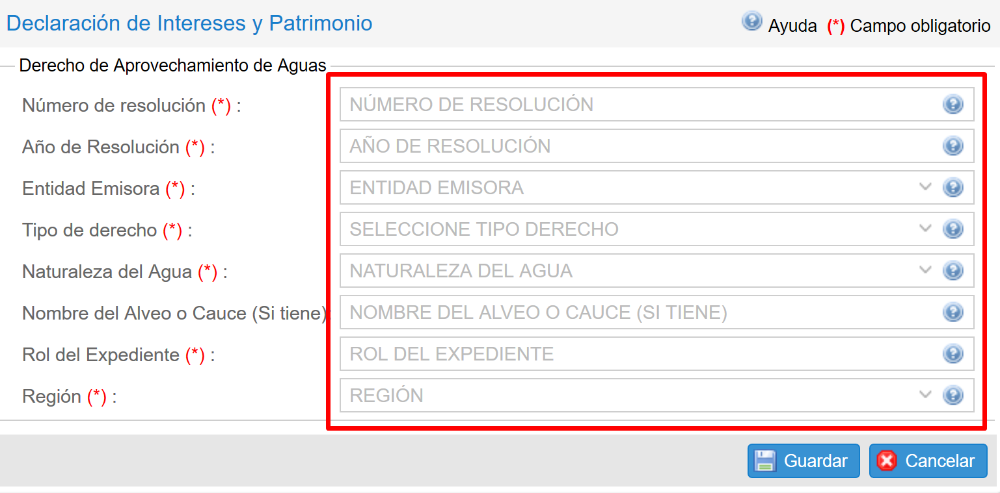 Declaración de Intereses y Patrimonio
Ayuda (*) Campo obligatorio
Derecho de Aprovechamiento de Aguas
Número de resolución (*) : NÚMERO DE RESOLUCIÓN
Año de Resolución (*) : AÑO DE RESOLUCIÓN
Entidad Emisora (*) : ENTIDAD EMISORA
Tipo de derecho (*) : SELECCIONE TIPO DERECHO
Naturaleza del Agua (*) : NATURALEZA DEL AGUA
Nombre del Alveo o Cauce (Si tiene): NOMBRE DEL ALVEO O CAUCE (SI TIENE)
Rol del Expediente (*) : ROL DEL EXPEDIENTE
Región (*) : REGIÓN
Guardar Cancelar